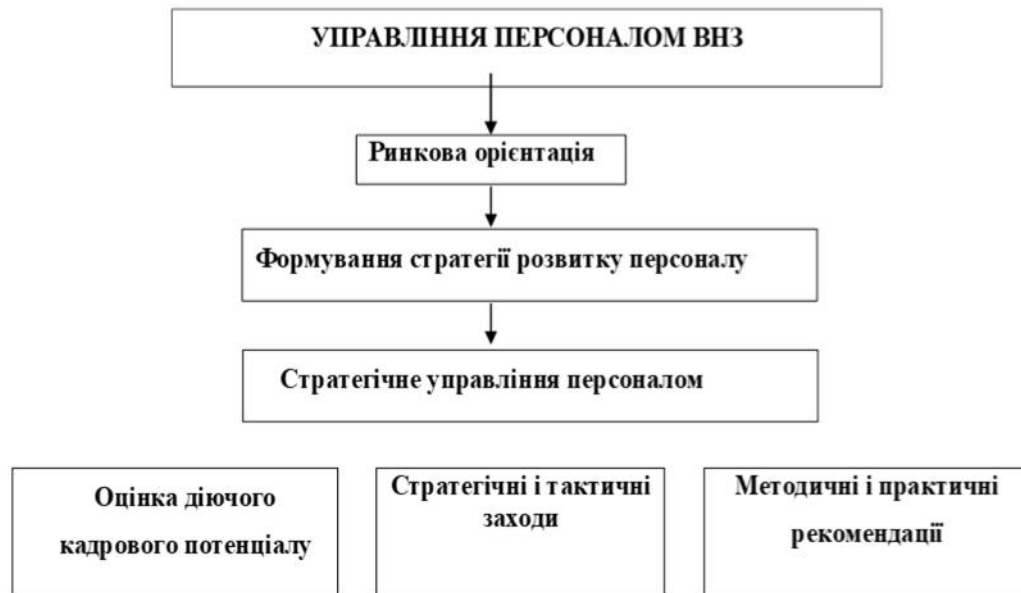 УПРАВЛІННЯ ПЕРСОНАЛОМ ВНЗ
Ринкова орієнтація
Формування стратегії розвитку персоналу
Стратегічне управління персоналом
Оцінка діючого
кадрового потенціалу
Стратегічні і тактичні
заходи
Методичні і практичні
рекомендації